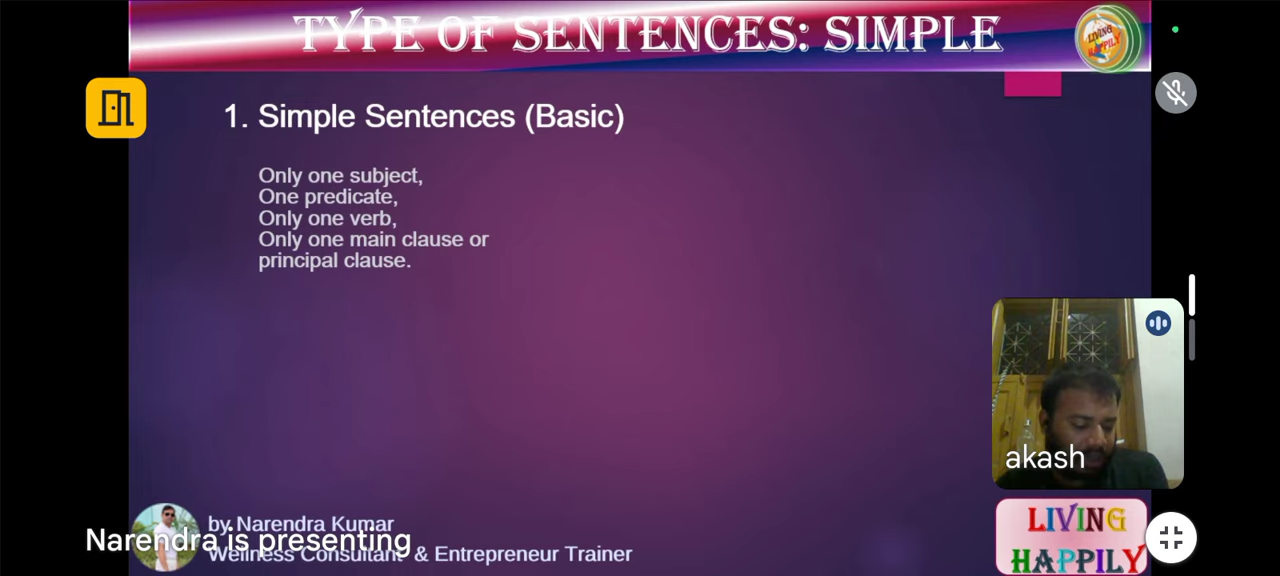 TYPE OF SENTENCES: SIMPLE
LIVING
HAPPILY
1. Simple Sentences (Basic)
Only one subject,
One predicate,
Only one verb,
Only one main clause or
principal clause.
akash
by Narendra Kumar
Narendra is presenting
Wellness Consultant & Entrepreneur Trainer
LIVING
HAPPILY